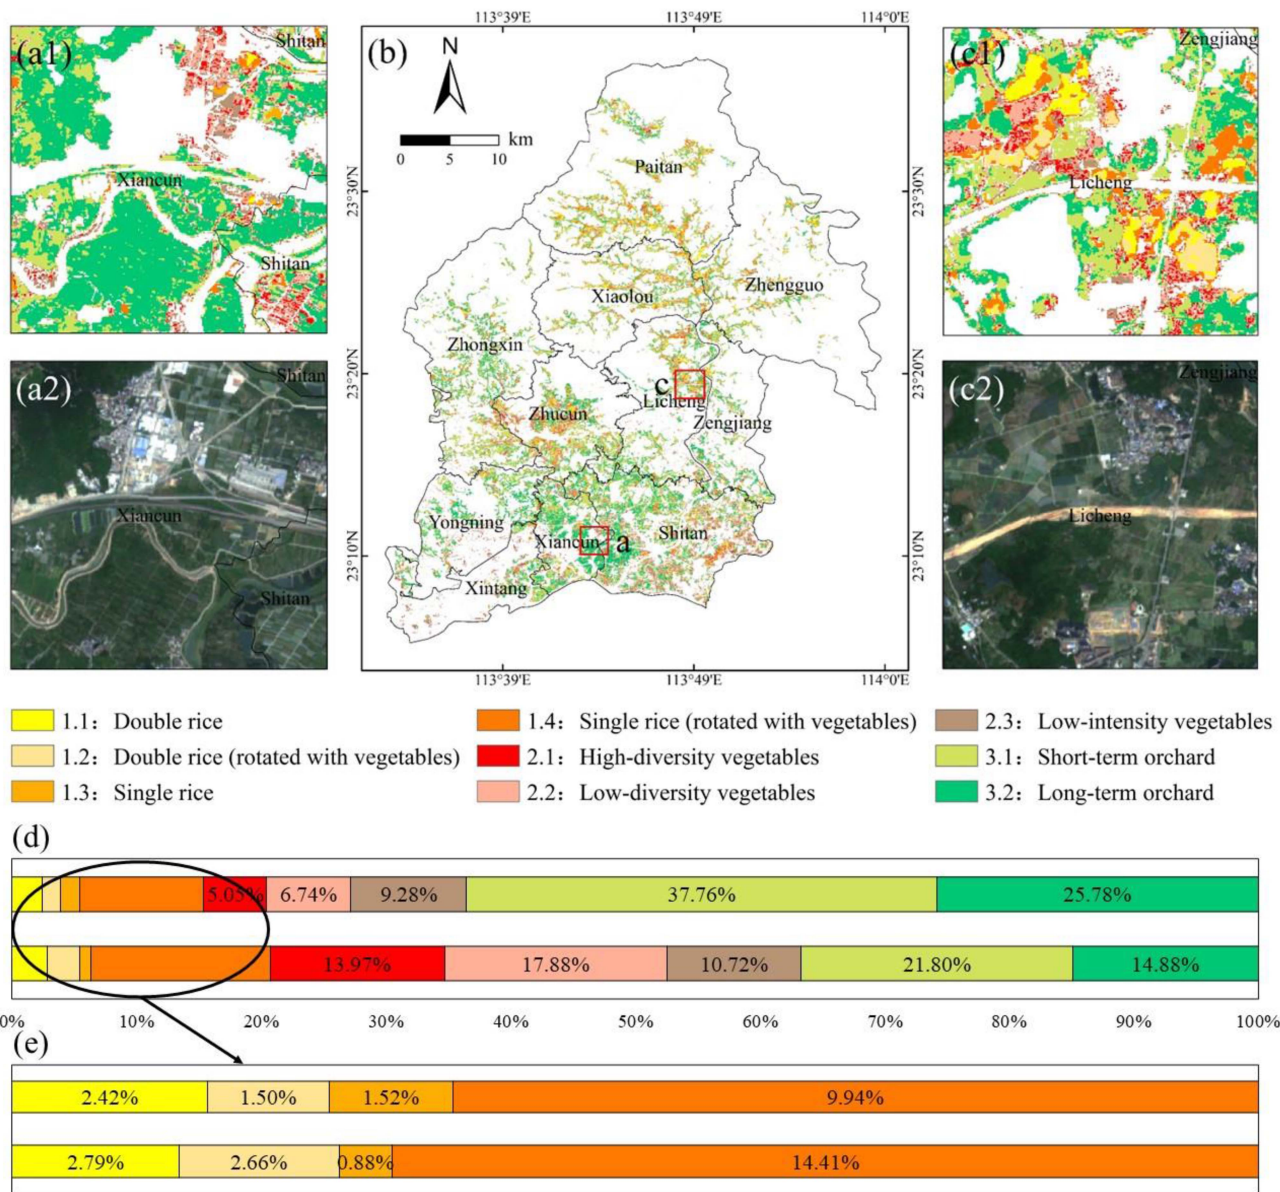 (a1)
Shitan
Xiancun
Shitan
(a2)
Shitan
Xiancun
Shitan
113°39'E
113°49'E
114°0'E
(b)
N
km
0
5
10
Paitan
23°30'N
23°30'N
Xiaolou
Zhengguo
Zhongxin
23°20'N
23°20'N
c
Licheng
Zhucun
Zengjiang
Yongning
Xiancun
a
Shitan
23°10'N
23°10'N
Xintang
113°39'E
113°49'E
114°0'E
(c1)
Zengjiang
Licheng
(c2)
Zengjiang
Licheng
1.1: Double rice
1.2: Double rice (rotated with vegetables)
1.3: Single rice
1.4: Single rice (rotated with vegetables)
2.1: High-diversity vegetables
2.2: Low-diversity vegetables
2.3: Low-intensity vegetables
3.1: Short-term orchard
3.2: Long-term orchard
(d)
5.05% 6.74% 9.28% 37.76% 25.78%
13.97% 17.88% 10.72% 21.80% 14.88%
0% 10% 20% 30% 40% 50% 60% 70% 80% 90% 100%
(e)
2.42% 1.50% 1.52% 9.94%
2.79% 2.66% 0.88% 14.41%